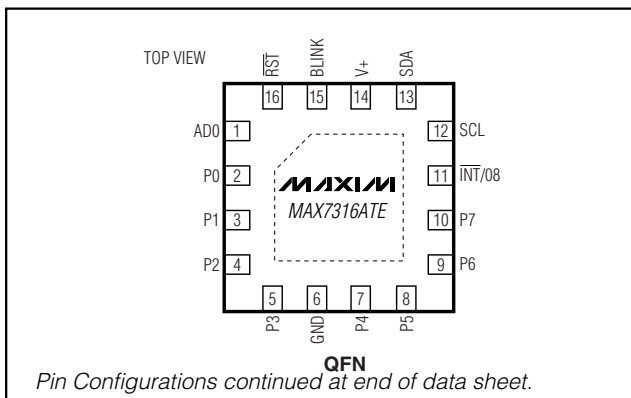 TOP VIEW
RST
BLINK
V+
SDA
16
15
14
13
AD0 1
12 SCL
P0 2
11 INT/08
P1 3
10 P7
P2 4
9 P6
MAXIM
MAX7316ATE
5
6
7
8
P3
GND
P4
P5
QFN
Pin Configurations continued at end of data sheet.